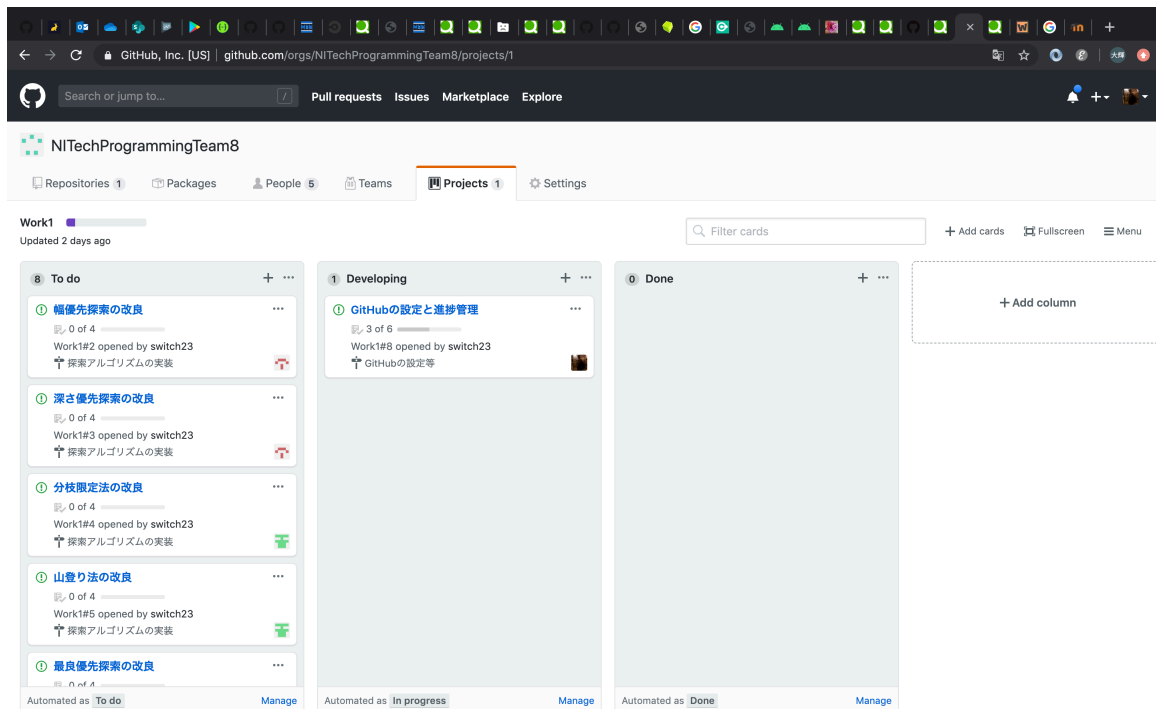 GitHub, Inc. [US] | github.com/orgs/NITechProgrammingTeam8/projects/1
Search or jump to... /
Pull requests Issues Marketplace Explore
NITechProgrammingTeam8
Repositories 1 Packages People 5 Teams Projects 1 Settings
Work1
Updated 2 days ago
Filter cards
Add cards Fullscreen Menu
8 To do
幅優先探索の改良
0 of 4
Work1#2 opened by switch23
探索アルゴリズムの実装
深さ優先探索の改良
0 of 4
Work1#3 opened by switch23
探索アルゴリズムの実装
分枝限定法の改良
0 of 4
Work1#4 opened by switch23
探索アルゴリズムの実装
山登り法の改良
0 of 4
Work1#5 opened by switch23
探索アルゴリズムの実装
最良優先探索の改良
0 of 4
Automated as To do Manage
1 Developing
GitHubの設定と進捗管理
3 of 6
Work1#8 opened by switch23
GitHubの設定等
Automated as In progress Manage
0 Done
Automated as Done Manage
Add column